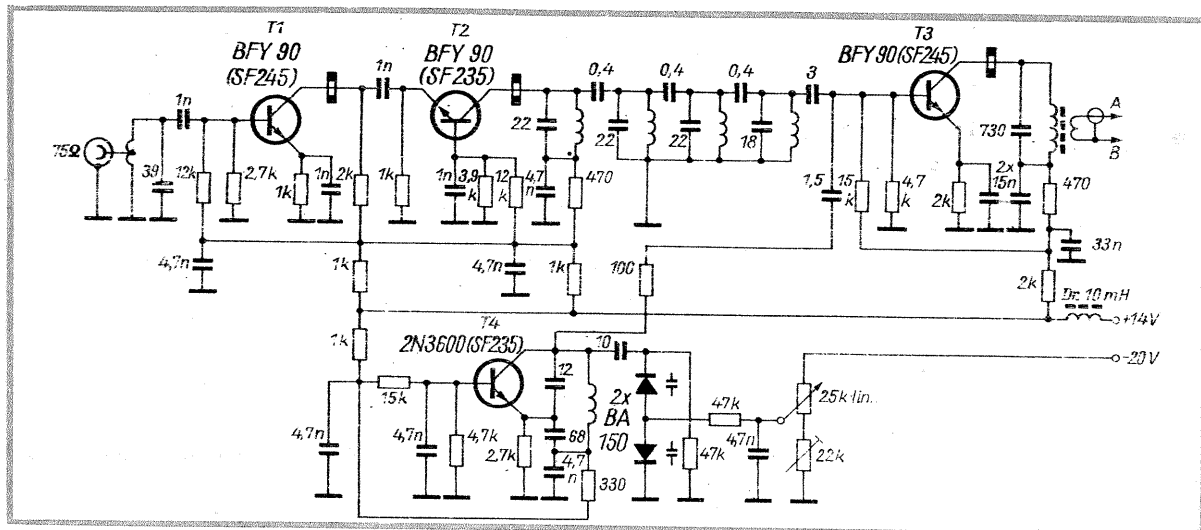 T1
BFY 90
(SF245)
T2
BFY 90
(SF235)
T3
BFY90(SF245)
1n
1n
0,4
0,4
0,4
3
75Ω
39
12k
2,7k
1k
1n
2k
1k
1n
3,9
k
12
k
4,7
n
22
470
22
22
18
1,5
15
k
4,7
k
2k
2x
15n
730
470
A
B
4,7n
1k
4,7n
1k
100
33n
2k
Dr. 10 mH
+14V
1k
T4
2N3600(SF235)
10
-20V
15k
12
2x
BA
150
47k
25k lin.
4,7n
4,7n
4,7k
2,7k
68
4,7
n
330
47k
4,7n
22k